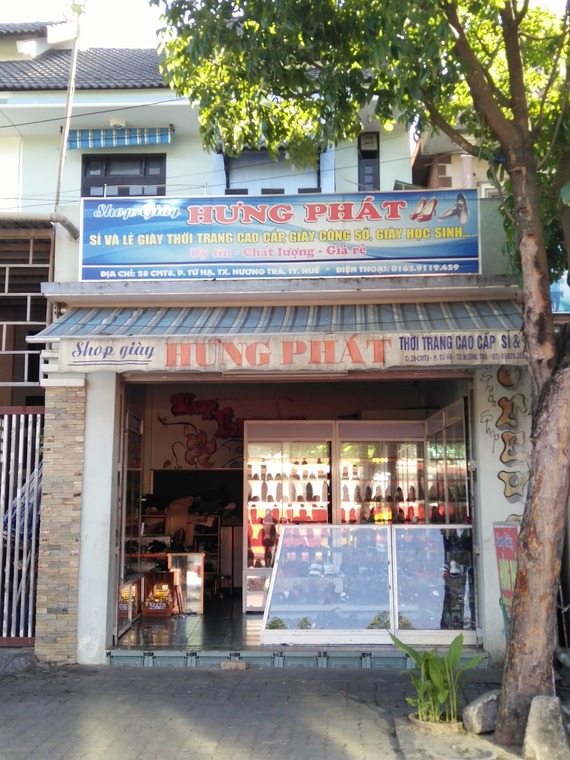 Shop giày HƯNG PHÁT
SỈ VÀ LẺ GIÀY THỜI TRANG CAO CẤP, GIÀY CÔNG SỞ, GIÀY HỌC SINH...
Uy tín - Chất lượng - Giá rẻ
ĐỊA CHỈ: 28 CMT8, P. TỨ HẠ, TX. HƯƠNG TRÀ, TT. HUẾ * ĐIỆN THOẠI: 0162.9119.459
Shop giày HƯNG PHÁT THỜI TRANG CAO CẤP SỈ &
Shop